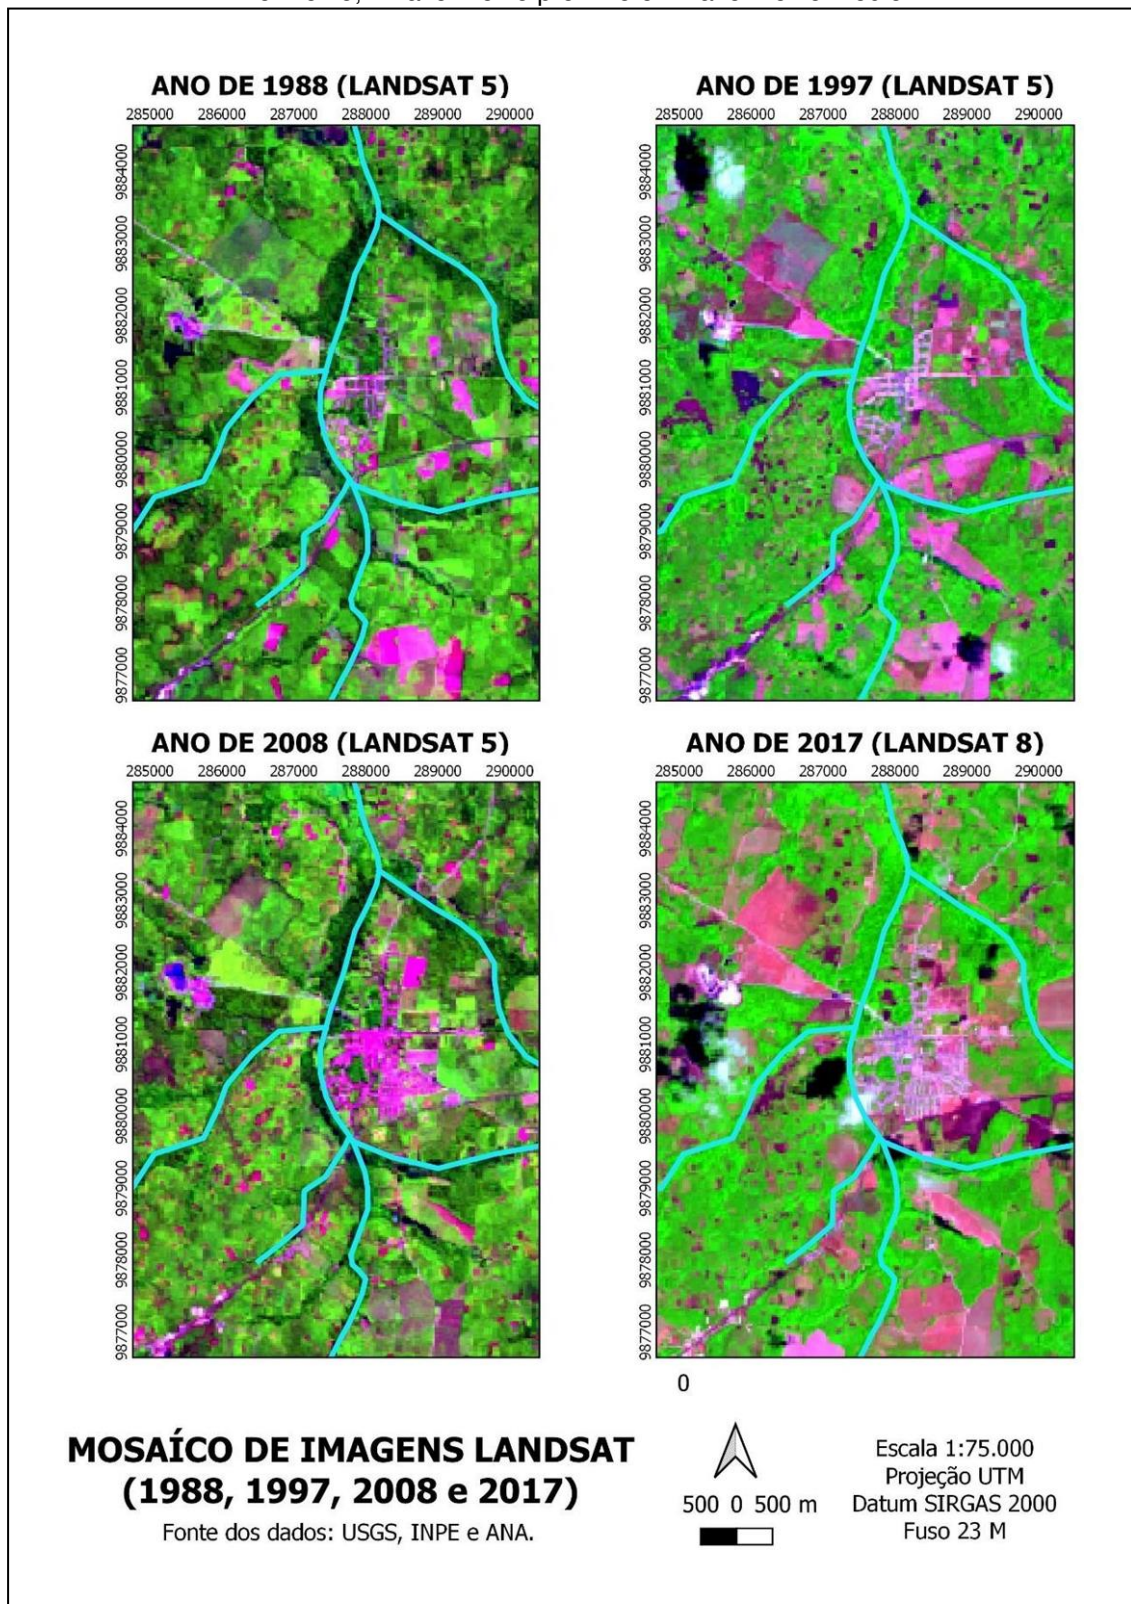 ANO DE 1988 (LANDSAT 5)
285000 286000 287000 288000 289000 290000
9884000
9883000
9882000
9881000
9880000
9879000
9878000
9877000
ANO DE 1997 (LANDSAT 5)
285000 286000 287000 288000 289000 290000
9884000
9883000
9882000
9881000
9880000
9879000
9878000
9877000
ANO DE 2008 (LANDSAT 5)
285000 286000 287000 288000 289000 290000
9884000
9883000
9882000
9881000
9880000
9879000
9878000
9877000
ANO DE 2017 (LANDSAT 8)
285000 286000 287000 288000 289000 290000
9884000
9883000
9882000
9881000
9880000
9879000
9878000
9877000
0
MOSAÍCO DE IMAGENS LANDSAT
(1988, 1997, 2008 e 2017)
Fonte dos dados: USGS, INPE e ANA.
500 0 500 m
Escala 1:75.000
Projeção UTM
Datum SIRGAS 2000
Fuso 23 M